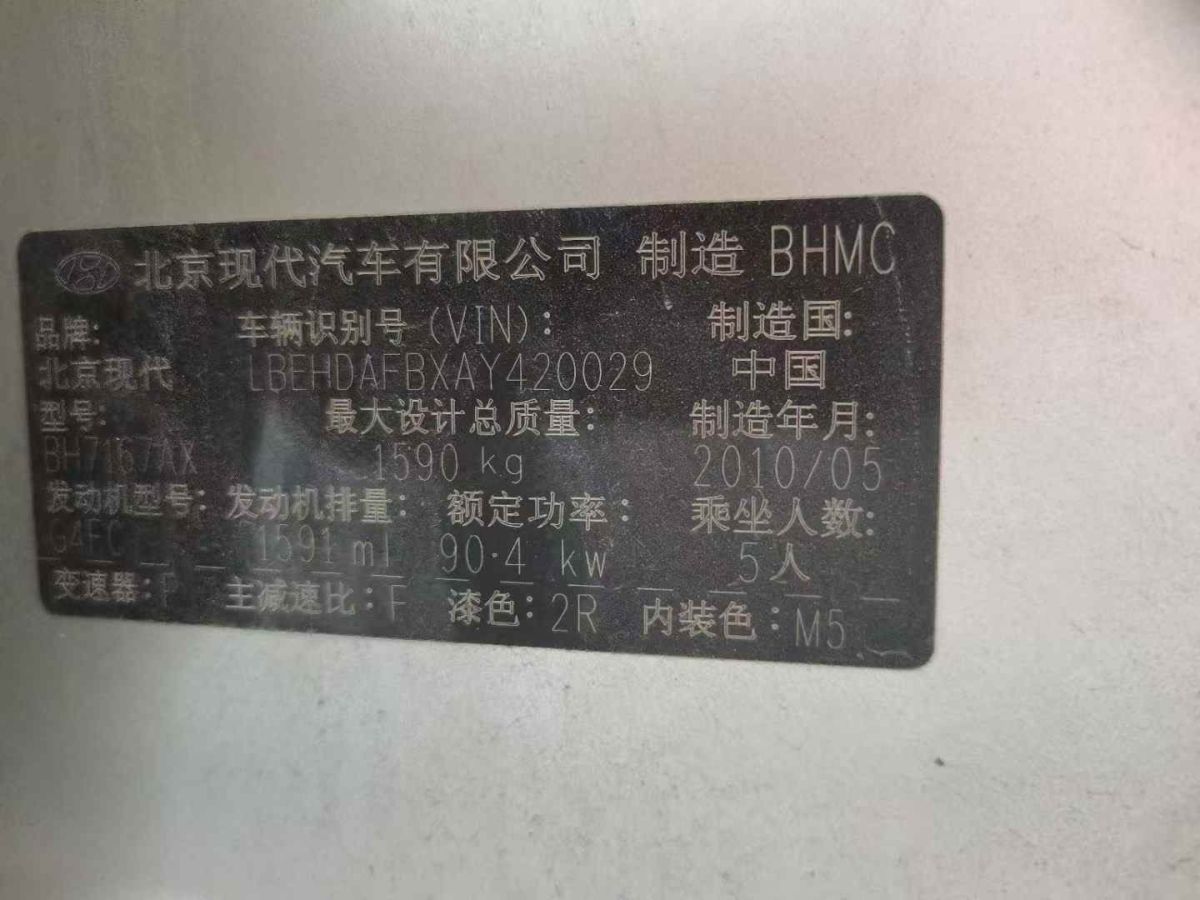 北京现代汽车有限公司 制造 BHMC
品牌: 车辆识别号 (VIN): 制造国:
北京现代 LBEHDAFBXAY420029 中国
型号: 最大设计总质量: 制造年月:
BH7167AX 1590 kg 2010/05
发动机型号: 发动机排量: 额定功率: 乘坐人数:
G4FC 1591 ml 90.4 kw 5人
变速器: F 主减速比: F 漆色: 2R 内装色: M5